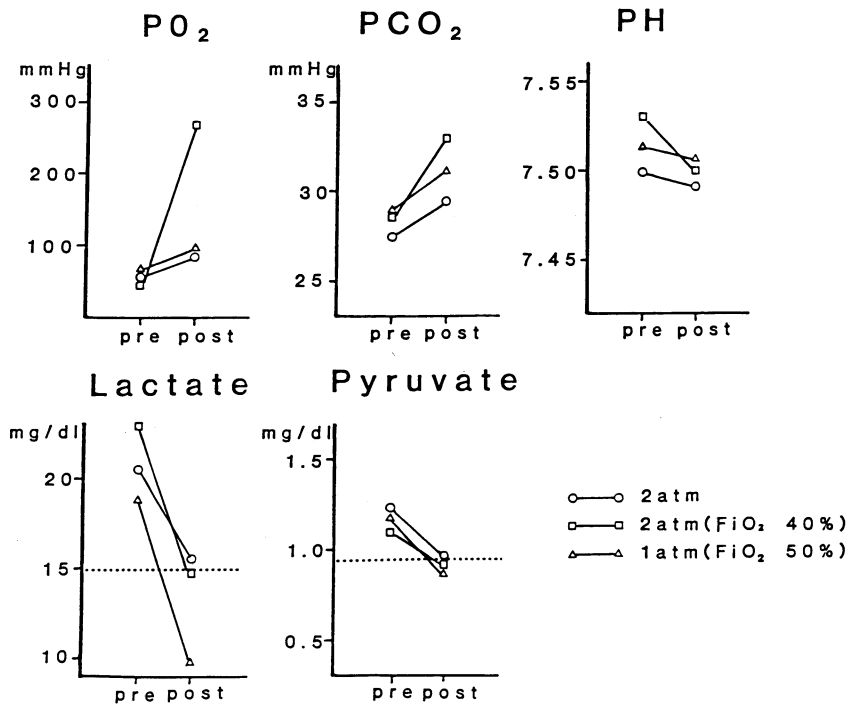 PO₂
mmHg
300
200
100
pre post
PCO₂
mmHg
35
30
25
pre post
PH
7.55
7.50
7.45
pre post
Lactate
mg/dl
20
15
10
pre post
Pyruvate
mg/dl
1.5
1.0
0.5
pre post
2atm
2atm(FiO₂ 40%)
1atm(FiO₂ 50%)